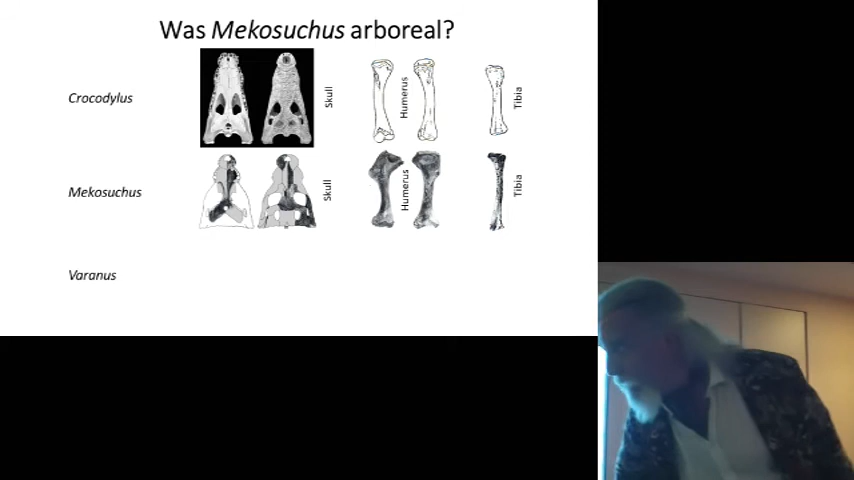 Was Mekosuchus arboreal?
Crocodylus
Skull
Humerus
Tibia
Mekosuchus
Skull
Humerus
Tibia
Varanus